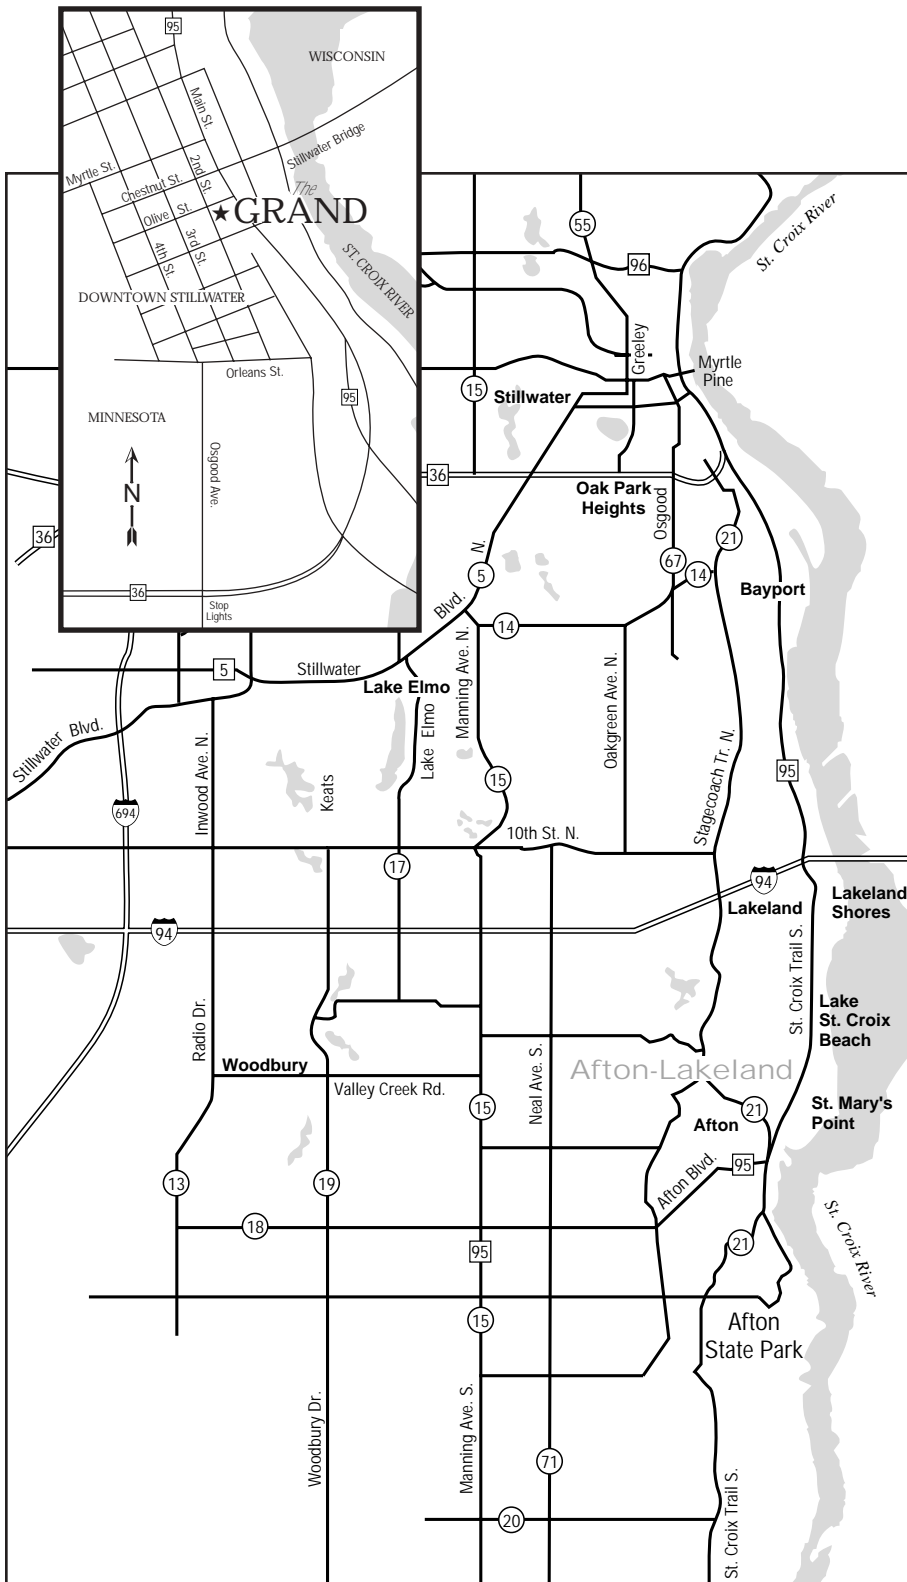 95
WISCONSIN
Main St.
Stillwater Bridge
Myrtle St.
2nd St.
Chestnut St.
The
★GRAND
Olive St.
3rd St.
4th St.
ST. CROIX RIVER
DOWNTOWN STILLWATER
Orleans St.
95
MINNESOTA
Osgood Ave.
N
36
Stop
Lights
St. Croix River
55
96
Greeley
Myrtle
Pine
15
Stillwater
36
Oak Park
Heights
Osgood
36
21
67
14
Bayport
5
Stillwater
Blvd.
N.
5
14
Lake Elmo
Manning Ave. N.
Oakgreen Ave. N.
Stillwater Blvd.
Inwood Ave. N.
Keats
Lake Elmo
15
Stagecoach Tr. N.
95
694
10th St. N.
17
94
94
Lakeland
Lakeland
Shores
St. Croix Trail S.
Radio Dr.
Lake
St. Croix
Beach
Woodbury
Valley Creek Rd.
Neal Ave. S.
Afton-Lakeland
15
21
Afton
St. Mary's
Point
Afton Blvd.
95
13
19
18
95
21
St. Croix River
15
Afton
State Park
Woodbury Dr.
Manning Ave. S.
71
20
St. Croix Trail S.